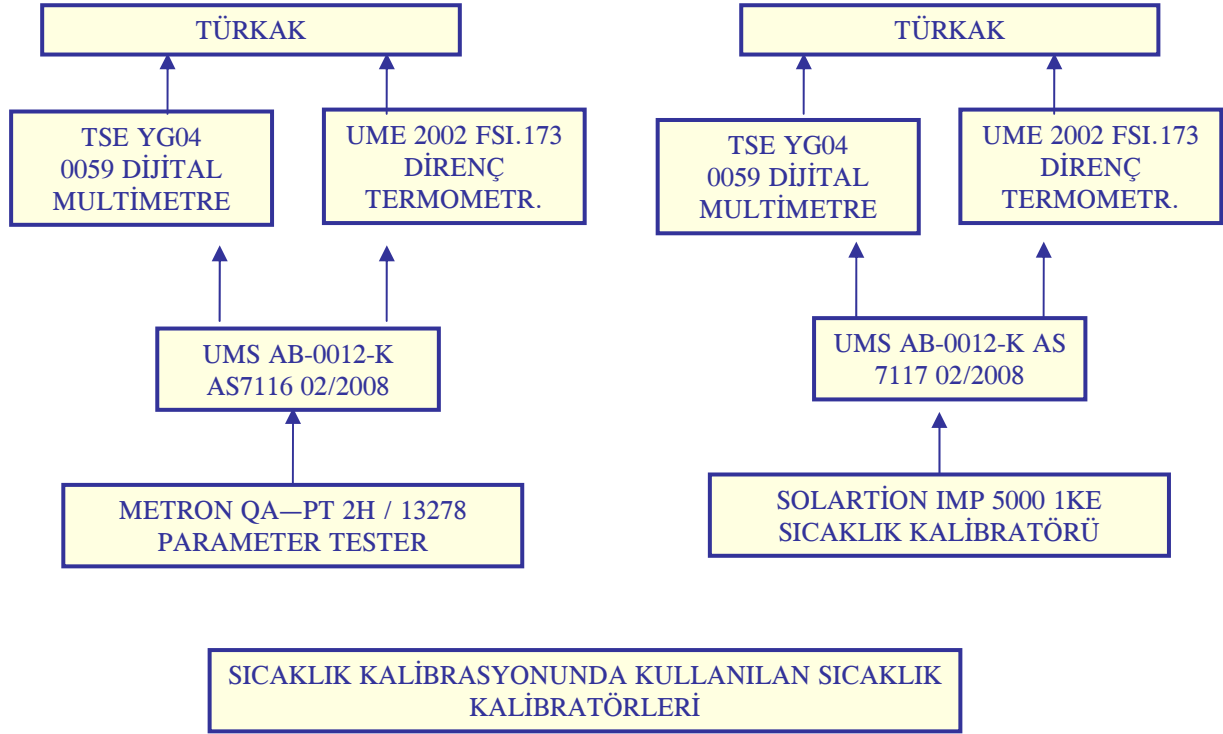 TÜRKAK
TSE YG04
0059 DİJİTAL
MULTİMETRE
UME 2002 FSI.173
DİRENÇ
TERMOMETR.
UMS AB-0012-K
AS7116 02/2008
METRON QA—PT 2H / 13278
PARAMETER TESTER
TÜRKAK
TSE YG04
0059 DİJİTAL
MULTİMETRE
UME 2002 FSI.173
DİRENÇ
TERMOMETR.
UMS AB-0012-K AS
7117 02/2008
SOLARTİON IMP 5000 1KE
SICAKLIK KALİBRATÖRÜ
SICAKLIK KALİBRASYONUNDA KULLANILAN SICAKLIK
KALİBRATÖRLERİ